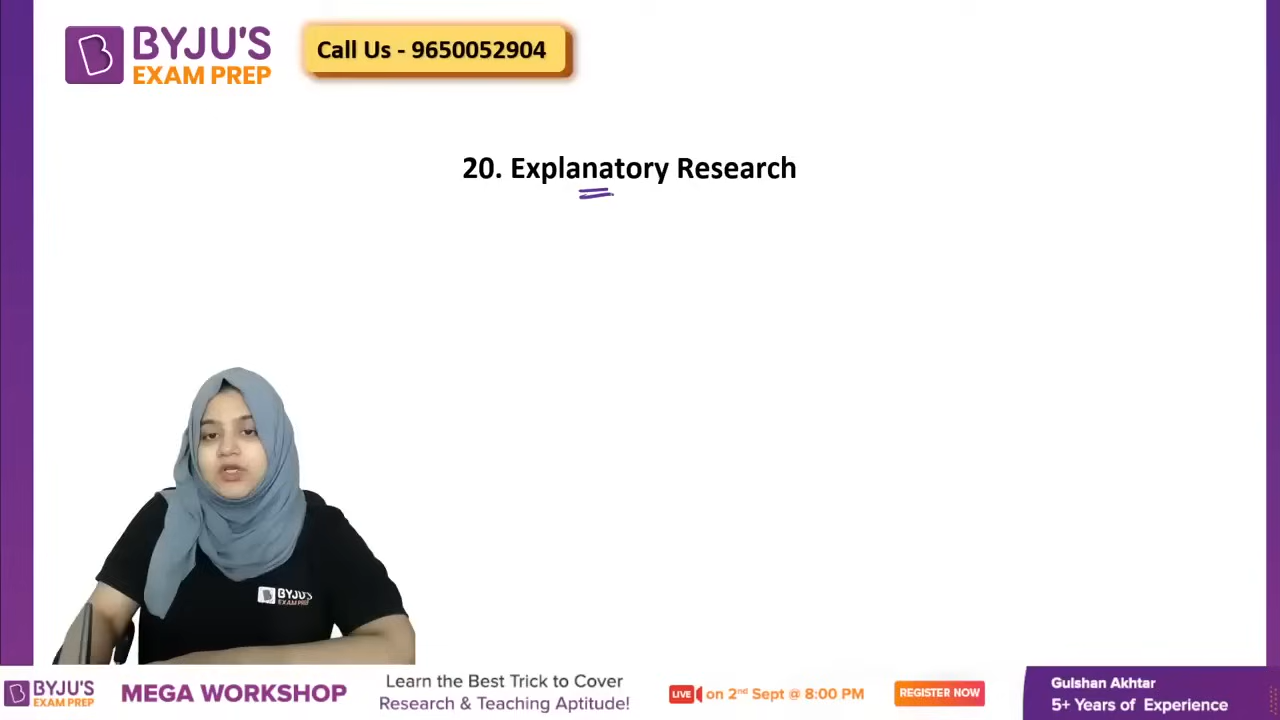 BYJU'S
EXAM PREP
Call Us - 9650052904
20. Explanatory Research
BYJU'S
EXAM PREP
BYJU'S
EXAM PREP
MEGA WORKSHOP
Learn the Best Trick to Cover
Research & Teaching Aptitude!
LIVE on 2nd Sept @ 8:00 PM
REGISTER NOW
Gulshan Akhtar
5+ Years of Experience